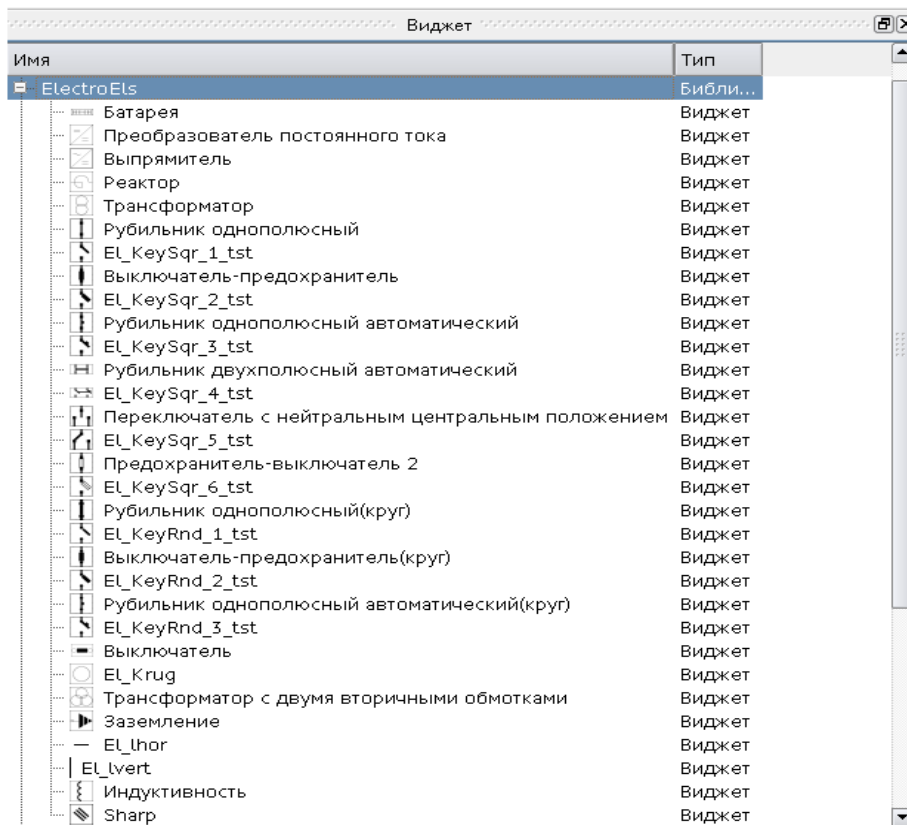 Виджет
Имя Тип
ElectroEls Библи...
Батарея Виджет
Преобразователь постоянного тока Виджет
Выпрямитель Виджет
Реактор Виджет
Трансформатор Виджет
Рубильник однополюсный Виджет
El_KeySqr_1_tst Виджет
Выключатель-предохранитель Виджет
El_KeySqr_2_tst Виджет
Рубильник однополюсный автоматический Виджет
El_KeySqr_3_tst Виджет
Рубильник двухполюсный автоматический Виджет
El_KeySqr_4_tst Виджет
Переключатель с нейтральным центральным положением Виджет
El_KeySqr_5_tst Виджет
Предохранитель-выключатель 2 Виджет
El_KeySqr_6_tst Виджет
Рубильник однополюсный(круг) Виджет
El_KeyRnd_1_tst Виджет
Выключатель-предохранитель(круг) Виджет
El_KeyRnd_2_tst Виджет
Рубильник однополюсный автоматический(круг) Виджет
El_KeyRnd_3_tst Виджет
Выключатель Виджет
El_Krug Виджет
Трансформатор с двумя вторичными обмотками Виджет
Заземление Виджет
El_lhor Виджет
El_lvert Виджет
Индуктивность Виджет
Sharp Виджет